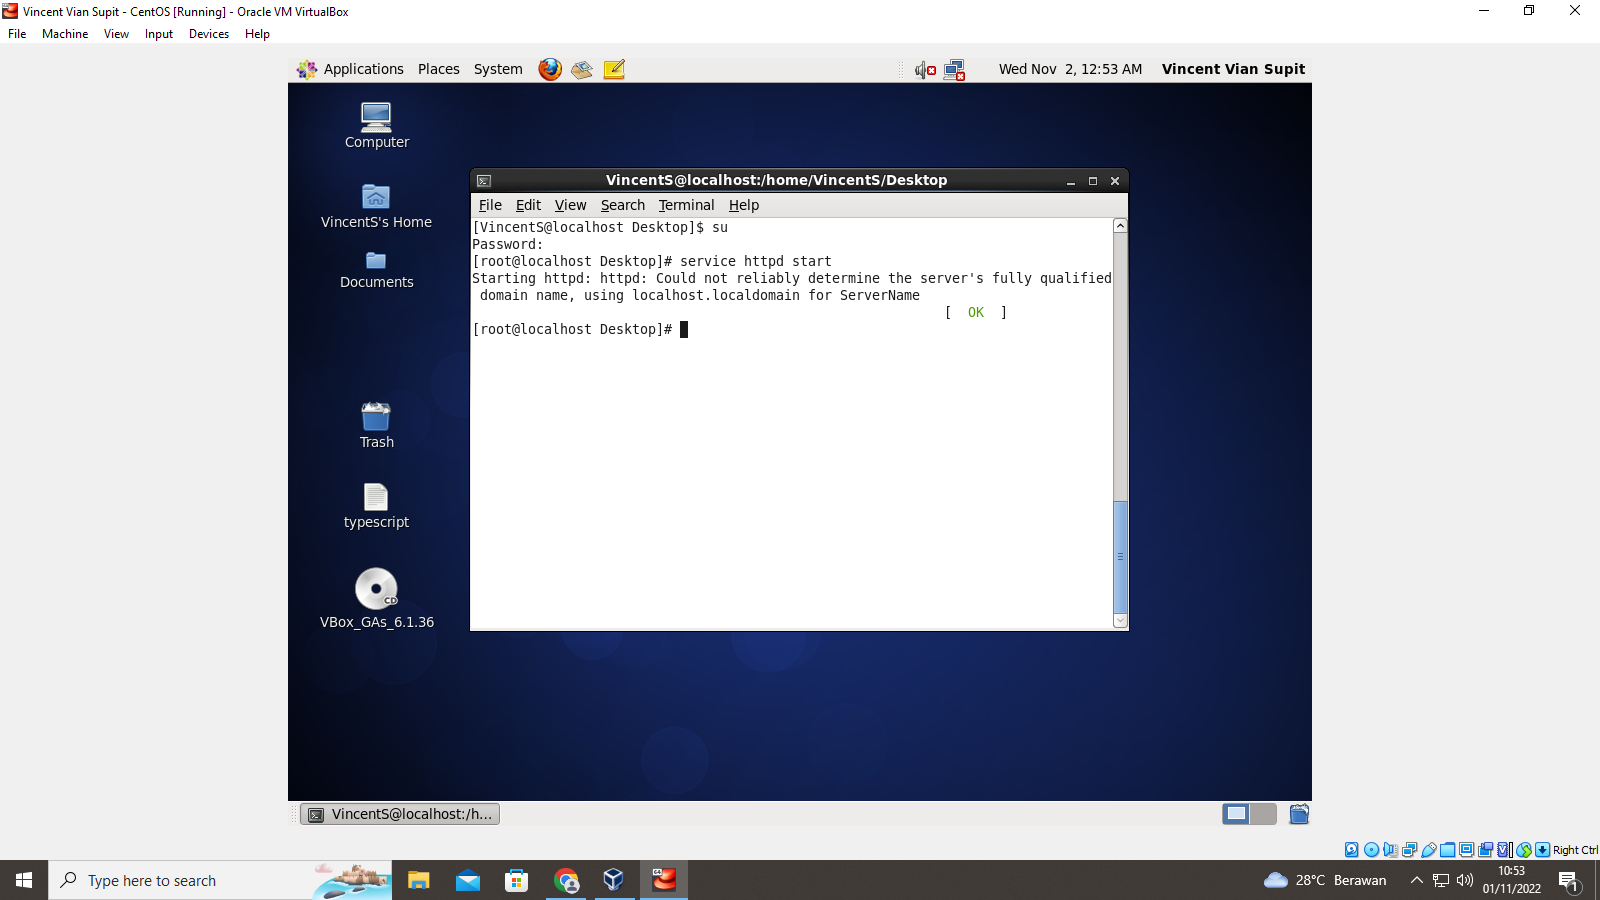 Vincent Vian Supit - CentOS [Running] - Oracle VM VirtualBox
File Machine View Input Devices Help
Applications Places System Wed Nov 2, 12:53 AM Vincent Vian Supit
Computer
VincentS's Home
Documents
Trash
typescript
CD
VBox_GAs_6.1.36
VincentS@localhost:/home/VincentS/Desktop
File Edit View Search Terminal Help
[VincentS@localhost Desktop]$ su
Password:
[root@localhost Desktop]# service httpd start
Starting httpd: httpd: Could not reliably determine the server's fully qualified
domain name, using localhost.localdomain for ServerName
[ OK ]
[root@localhost Desktop]#
VincentS@localhost:/h...
Right Ctrl
Type here to search
28°C Berawan
10:53
01/11/2022
1